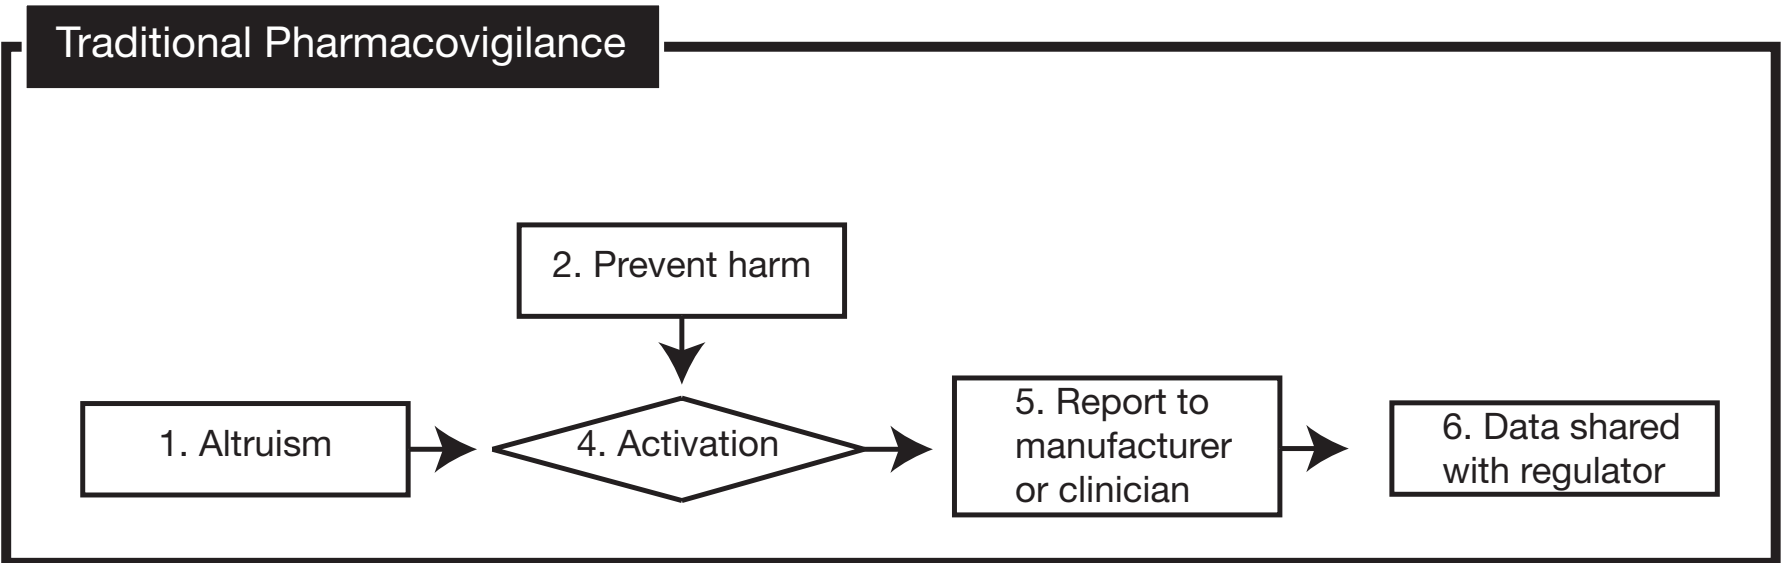 Traditional Pharmacovigilance
2. Prevent harm
1. Altruism
4. Activation
5. Report to
manufacturer
or clinician
6. Data shared
with regulator